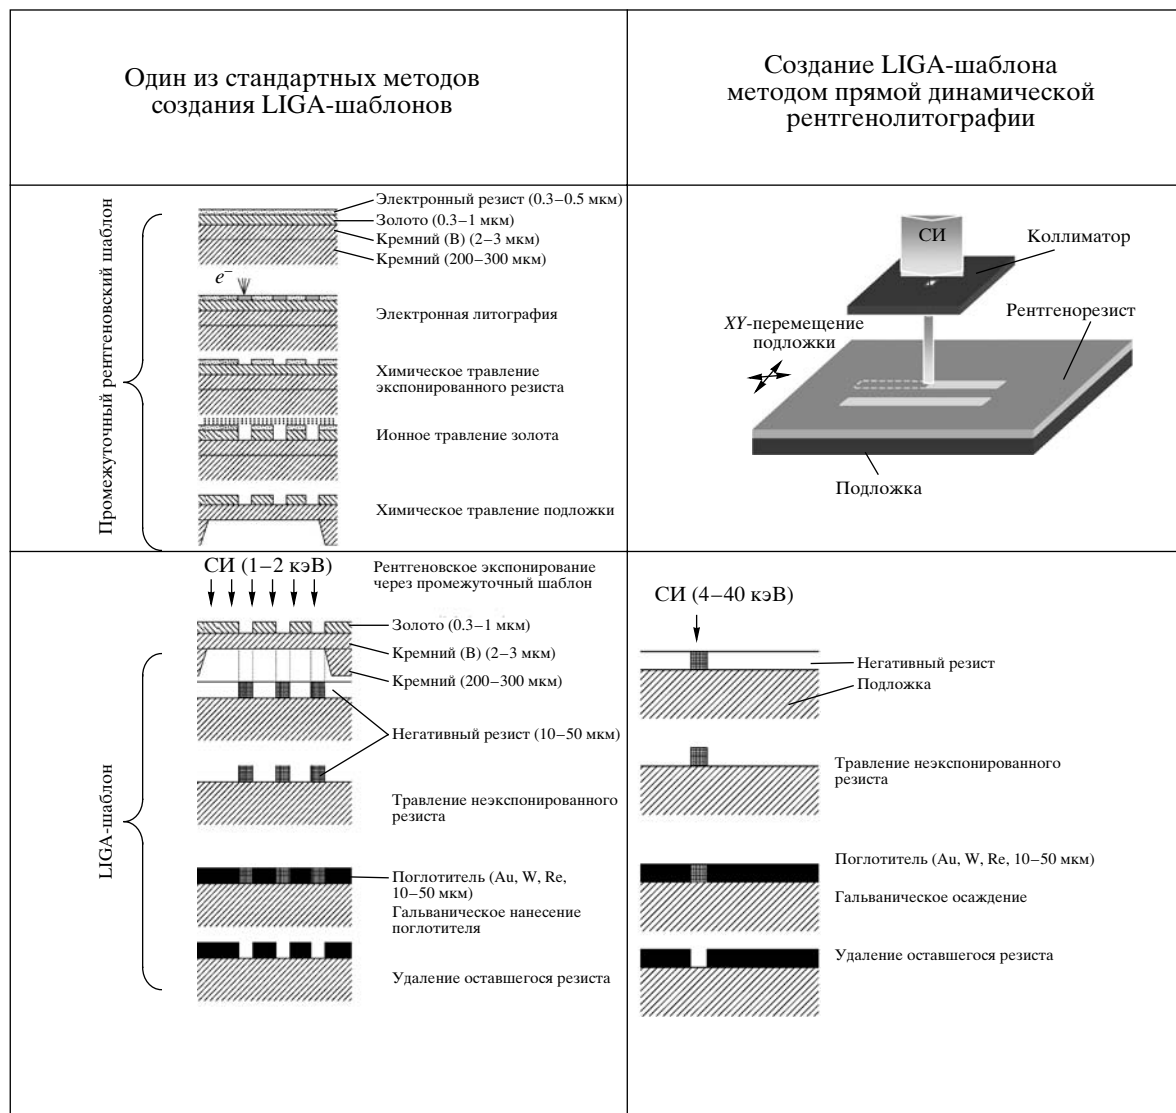 Один из стандартных методов
создания LIGA-шаблонов
Создание LIGA-шаблона
методом прямой динамической
рентгенолитографии
Промежуточный рентгеновский шаблон
Электронный резист (0.3–0.5 мкм)
Золото (0.3–1 мкм)
Кремний (B) (2–3 мкм)
Кремний (200–300 мкм)
e–
Электронная литография
Химическое травление
экспонированного резиста
Ионное травление золота
Химическое травление подложки
СИ
Коллиматор
Рентгенорезист
XY-перемещение
подложки
Подложка
LIGA-шаблон
СИ (1–2 кэВ)
Рентгеновское экспонирование
через промежуточный шаблон
Золото (0.3–1 мкм)
Кремний (B) (2–3 мкм)
Кремний (200–300 мкм)
Негативный резист (10–50 мкм)
Травление неэкспонированного
резиста
Поглотитель (Au, W, Re,
10–50 мкм)
Гальваническое нанесение
поглотителя
Удаление оставшегося резиста
СИ (4–40 кэВ)
Негативный резист
Подложка
Травление неэкспонированного
резиста
Поглотитель (Au, W, Re, 10–50 мкм)
Гальваническое осаждение
Удаление оставшегося резиста